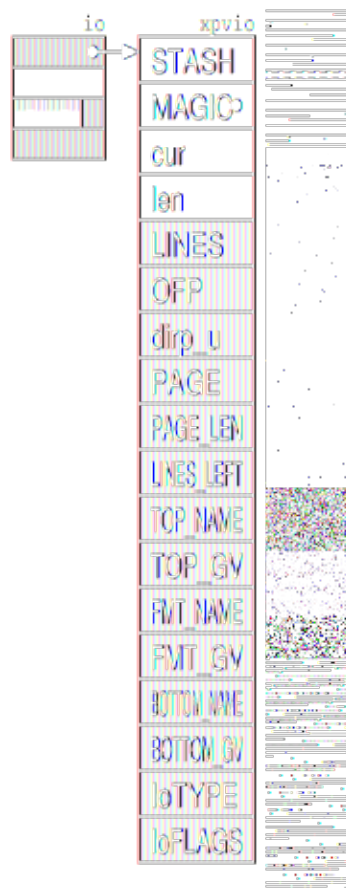 io xpvio
STASH
MAGIC
cur
len
LINES
OFP
dirp_u
PAGE
PAGE_LEN
LINES_LEFT
TOP_NAME
TOP_GV
FMT_NAME
FMT_GV
BOTTOM_NAME
BOTTOM_GV
IoTYPE
IoFLAGS